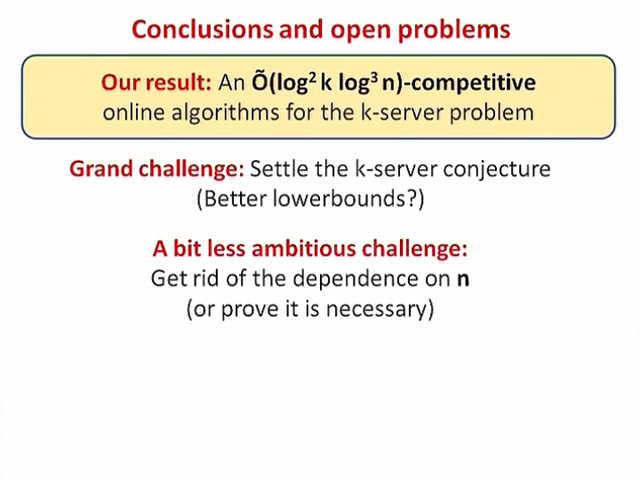 Conclusions and open problems
Our result: An Õ(log² k log³ n)-competitive
online algorithms for the k-server problem
Grand challenge: Settle the k-server conjecture
(Better lowerbounds?)
A bit less ambitious challenge:
Get rid of the dependence on n
(or prove it is necessary)